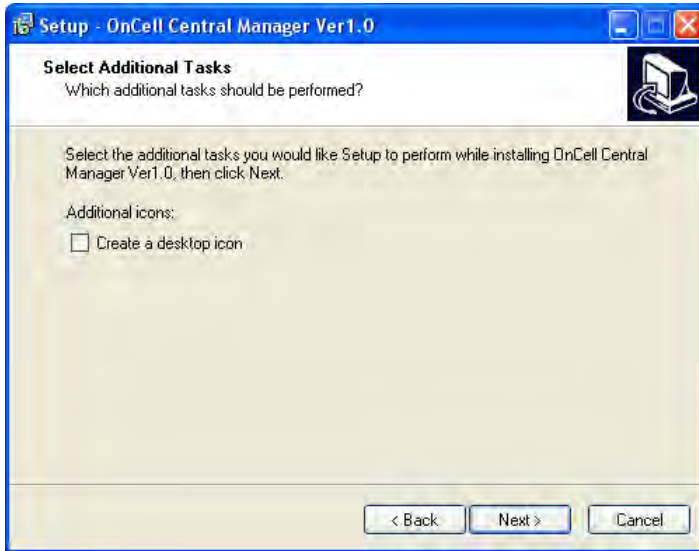 Setup - OnCell Central Manager Ver1.0
Select Additional Tasks
Which additional tasks should be performed?
Select the additional tasks you would like Setup to perform while installing OnCell Central
Manager Ver1.0, then click Next.
Additional icons:
Create a desktop icon
< Back Next > Cancel